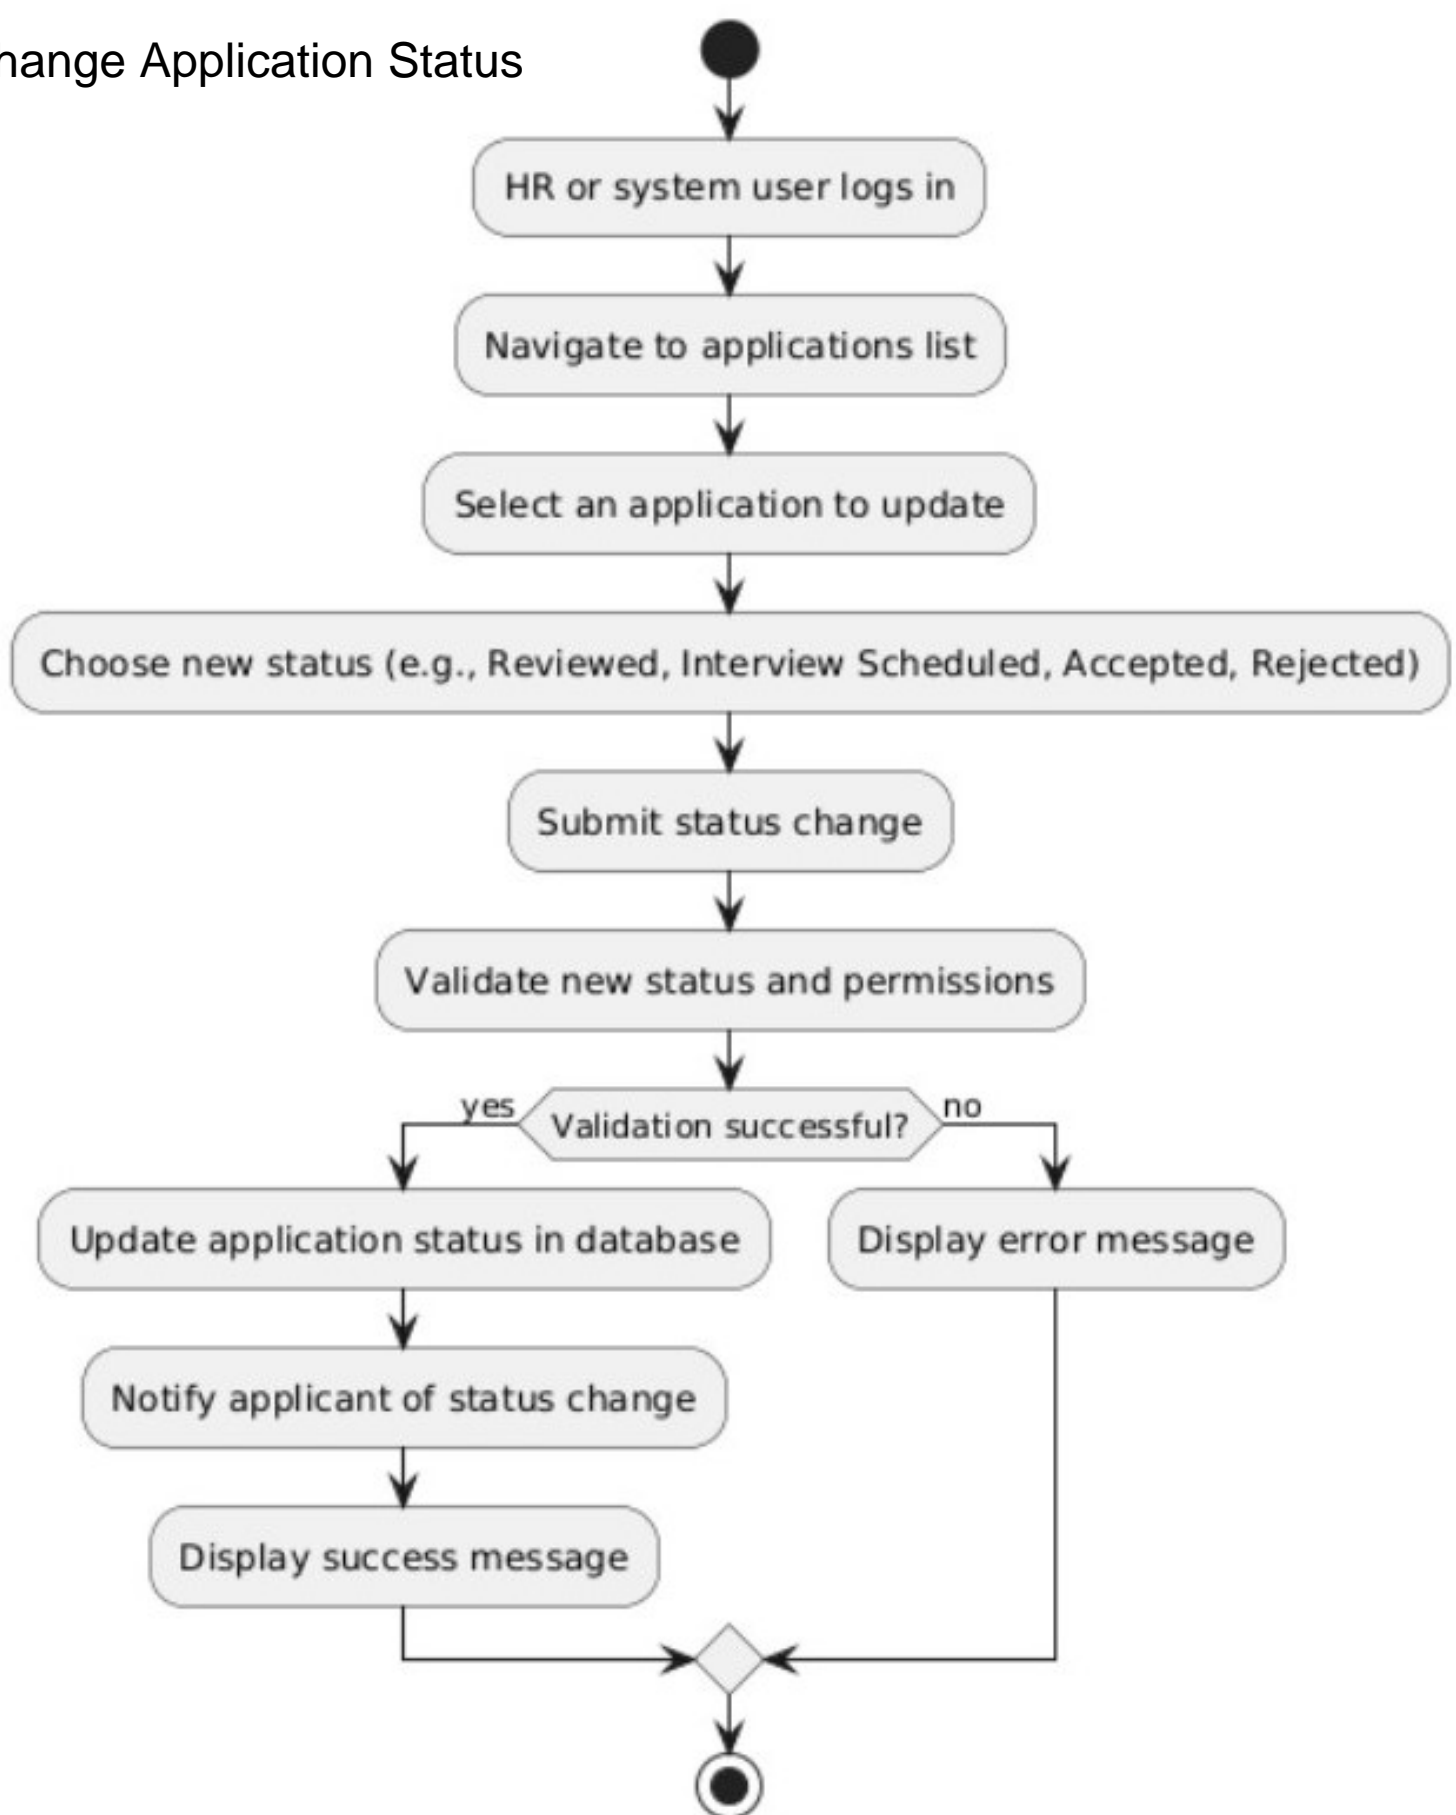 hange Application Status
HR or system user logs in
Navigate to applications list
Select an application to update
Choose new status (e.g., Reviewed, Interview Scheduled, Accepted, Rejected)
Submit status change
Validate new status and permissions
yes
Validation successful?
no
Update application status in database
Display error message
Notify applicant of status change
Display success message